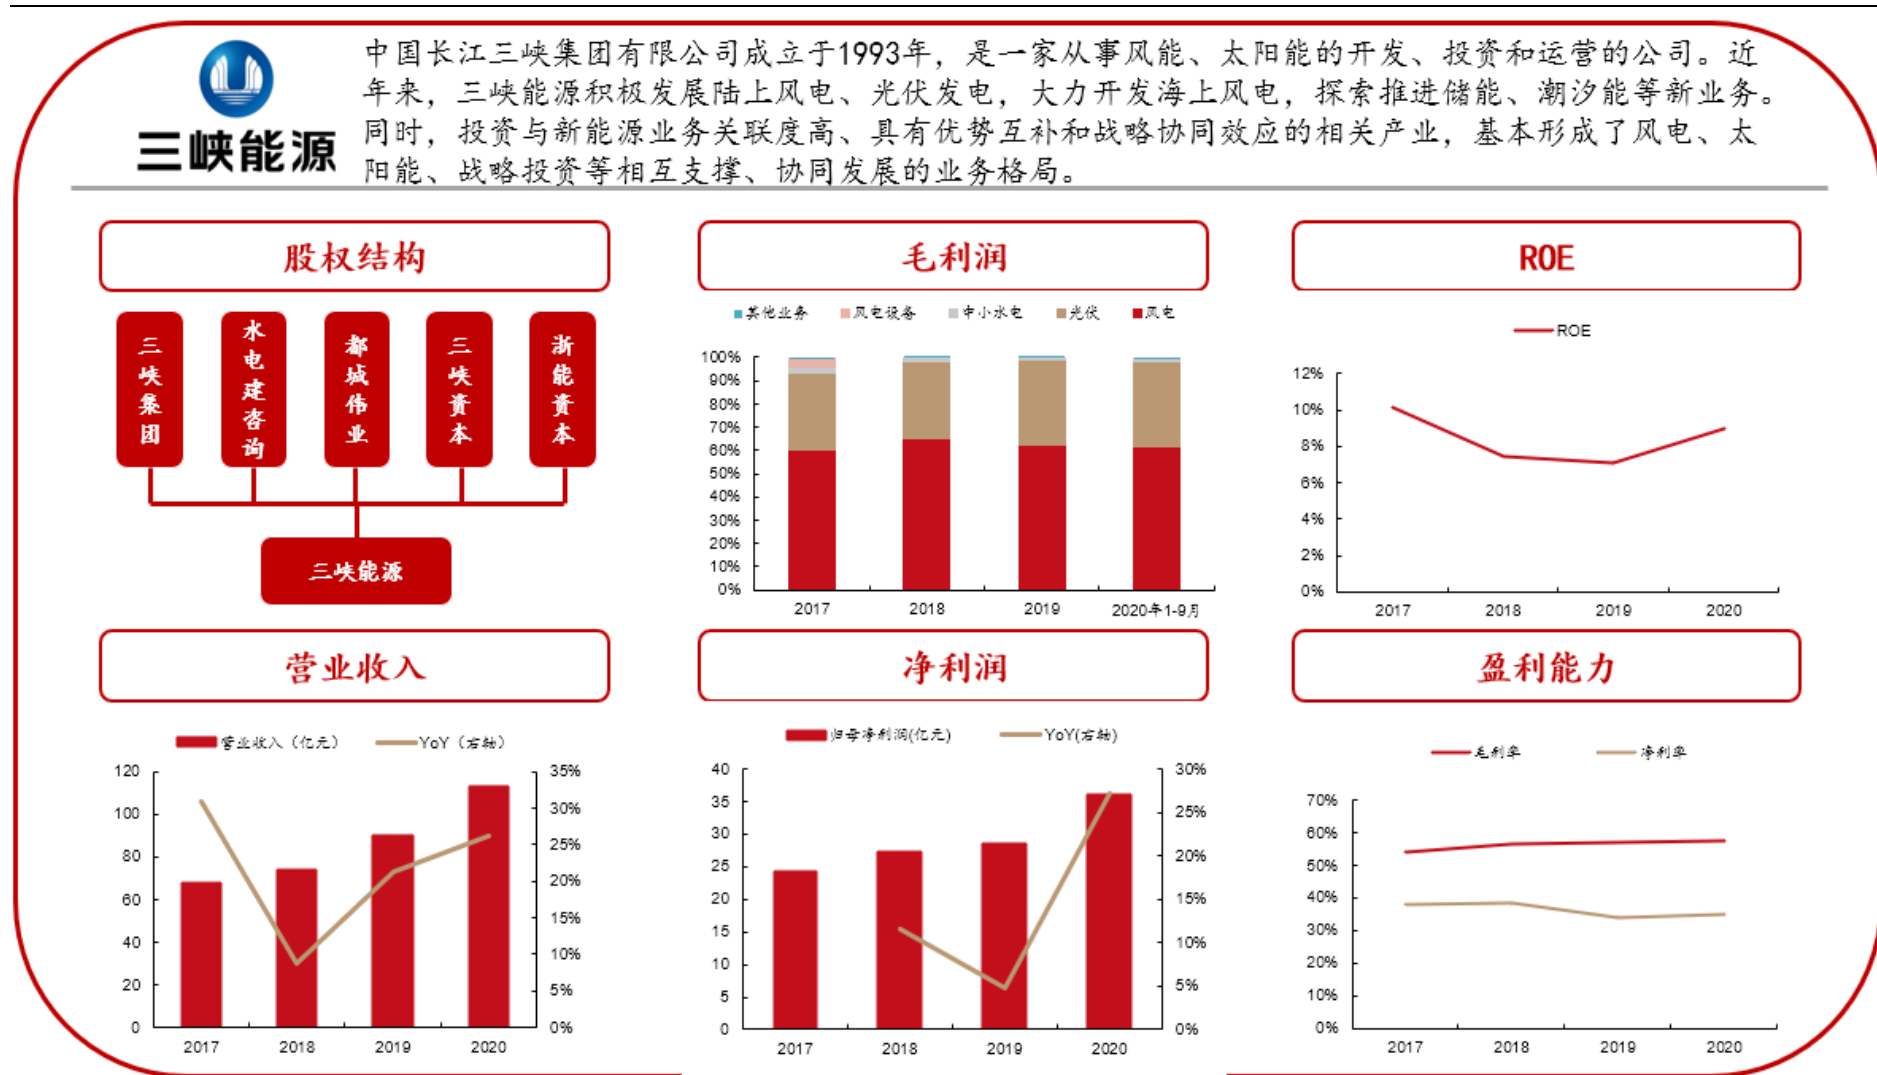 中国长江三峡集团有限公司成立于1993年，是一家从事风能、太阳能的开发、投资和运营的公司。近
年来，三峡能源积极发展陆上风电、光伏发电，大力开发海上风电，探索推进储能、潮汐能等新业务。
同时，投资与新能源业务关联度高、具有优势互补和战略协同效应的相关产业，基本形成了风电、太
阳能、战略投资等相互支撑、协同发展的业务格局。
三峡能源
股权结构
三峡集团
水电建咨询
都城伟业
三峡资本
浙能资本
三峡能源
毛利润
其他业务 风电设备 中小水电 光伏 风电
100%
90%
80%
70%
60%
50%
40%
30%
20%
10%
0%
2017 2018 2019 2020年1-9月
ROE
ROE
12%
10%
8%
6%
4%
2%
0%
2017 2018 2019 2020
营业收入
营业收入（亿元） YoY（右轴）
120
100
80
60
40
20
0
35%
30%
25%
20%
15%
10%
5%
0%
2017 2018 2019 2020
净利润
归母净利润(亿元) YoY(右轴)
40
35
30
25
20
15
10
5
0
30%
25%
20%
15%
10%
5%
0%
2017 2018 2019 2020
盈利能力
毛利率 净利率
70%
60%
50%
40%
30%
20%
10%
0%
2017 2018 2019 2020